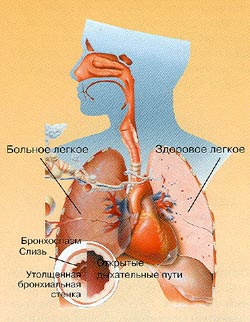 Больное легкое
Здоровое легкое
Бронхоспазм
Слизь
Утолщенная
бронхиальная
стенка
Открытые
дыхательные пути